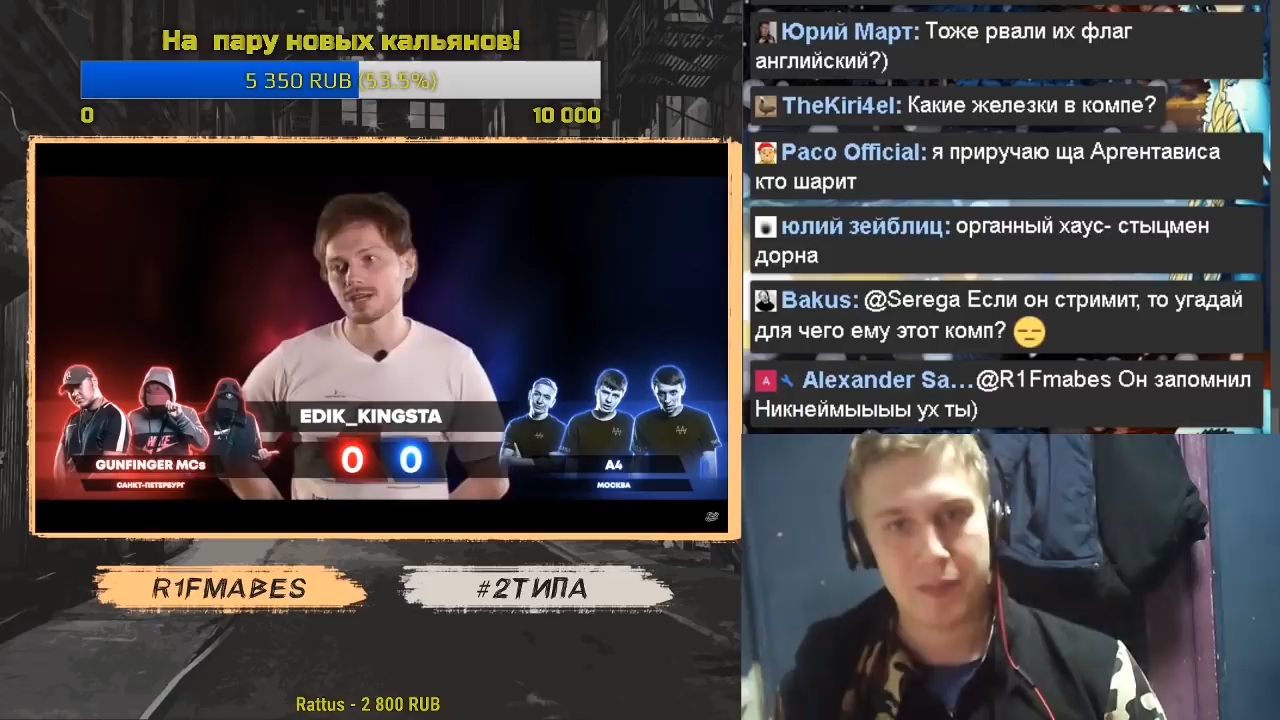 На пару новых кальянов!
5 350 RUB (53.5%)
0
10 000
EDIK_KINGSTA
0 0
GUNFINGER MCs
САНКТ-ПЕТЕРБУРГ
A4
МОСКВА
R1FMABES
#2ТИПА
Rattus - 2 800 RUB
Юрий Март: Тоже рвали их флаг
английский?)
TheKiri4el: Какие железки в компе?
Paco Official: я приручаю ща Аргентависа
кто шарит
юлий зейблиц: органный хаус- стыцмен
дорна
Bakus: @Serega Если он стримит, то угадай
для чего ему этот комп? 😑
A Alexander Sa...@R1Fmabes Он запомнил
Никнеймыыыы ух ты)